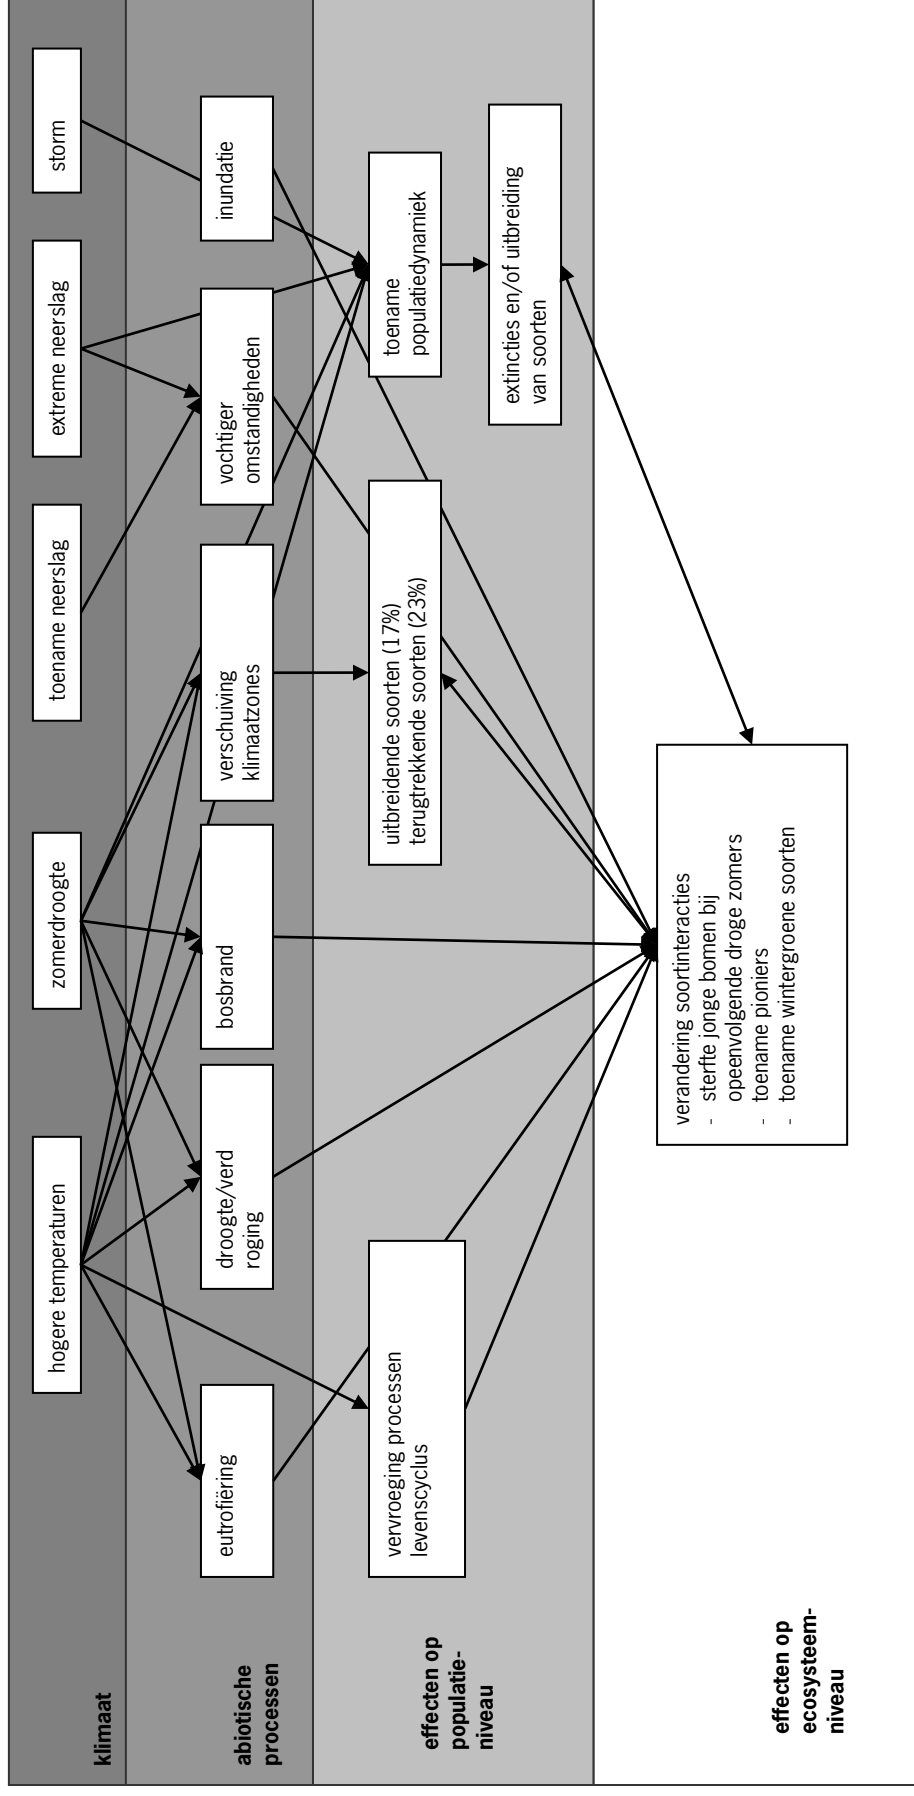 klimaat
hogere temperaturen
zomerdroogte
toename neerslag
extreme neerslag
storm
abiotische
processen
eutrofiëring
droogte/verd
roging
bosbrand
verschuiving
klimaatzones
vochtiger
omstandigheden
inundatie
effecten op
populatie-
niveau
vervroeging processen
levenscyclus
uitbreidende soorten (17%)
terugtrekkende soorten (23%)
toename
populatiedynamiek
extincties en/of uitbreiding
van soorten
effecten op
ecosysteem-
niveau
verandering soortinteracties
- sterfte jonge bomen bij
opeenvolgende droge zomers
- toename pioniers
- toename wintergroene soorten